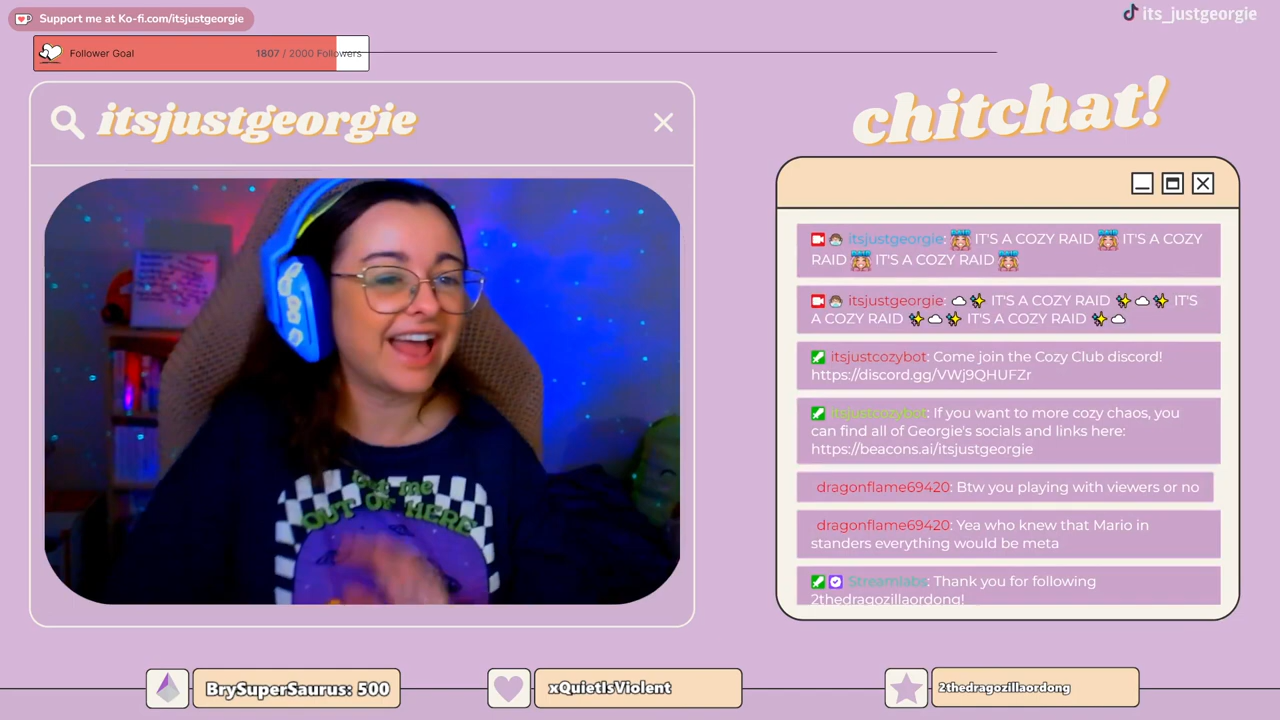 Support me at Ko-fi.com/itsjustgeorgie
its_justgeorgie
Follower Goal
1807 / 2000 Followers
itsjustgeorgie
chitchat!
itsjustgeorgie: IT'S A COZY RAID IT'S A COZY
RAID IT'S A COZY RAID
itsjustgeorgie: ☁✨ IT'S A COZY RAID ✨☁✨ IT'S
A COZY RAID ✨☁✨ IT'S A COZY RAID ✨☁
itsjustcozybot: Come join the Cozy Club discord!
https://discord.gg/VWj9QHUFZr
itsjustcozybot: If you want to more cozy chaos, you
can find all of Georgie's socials and links here:
https://beacons.ai/itsjustgeorgie
dragonflame69420: Btw you playing with viewers or no
dragonflame69420: Yea who knew that Mario in
standers everything would be meta
Streamlabs: Thank you for following
2thedragozillaordong!
OUT OF HERE
BrySuperSaurus: 500
xQuietIsViolent
2thedragozillaordong